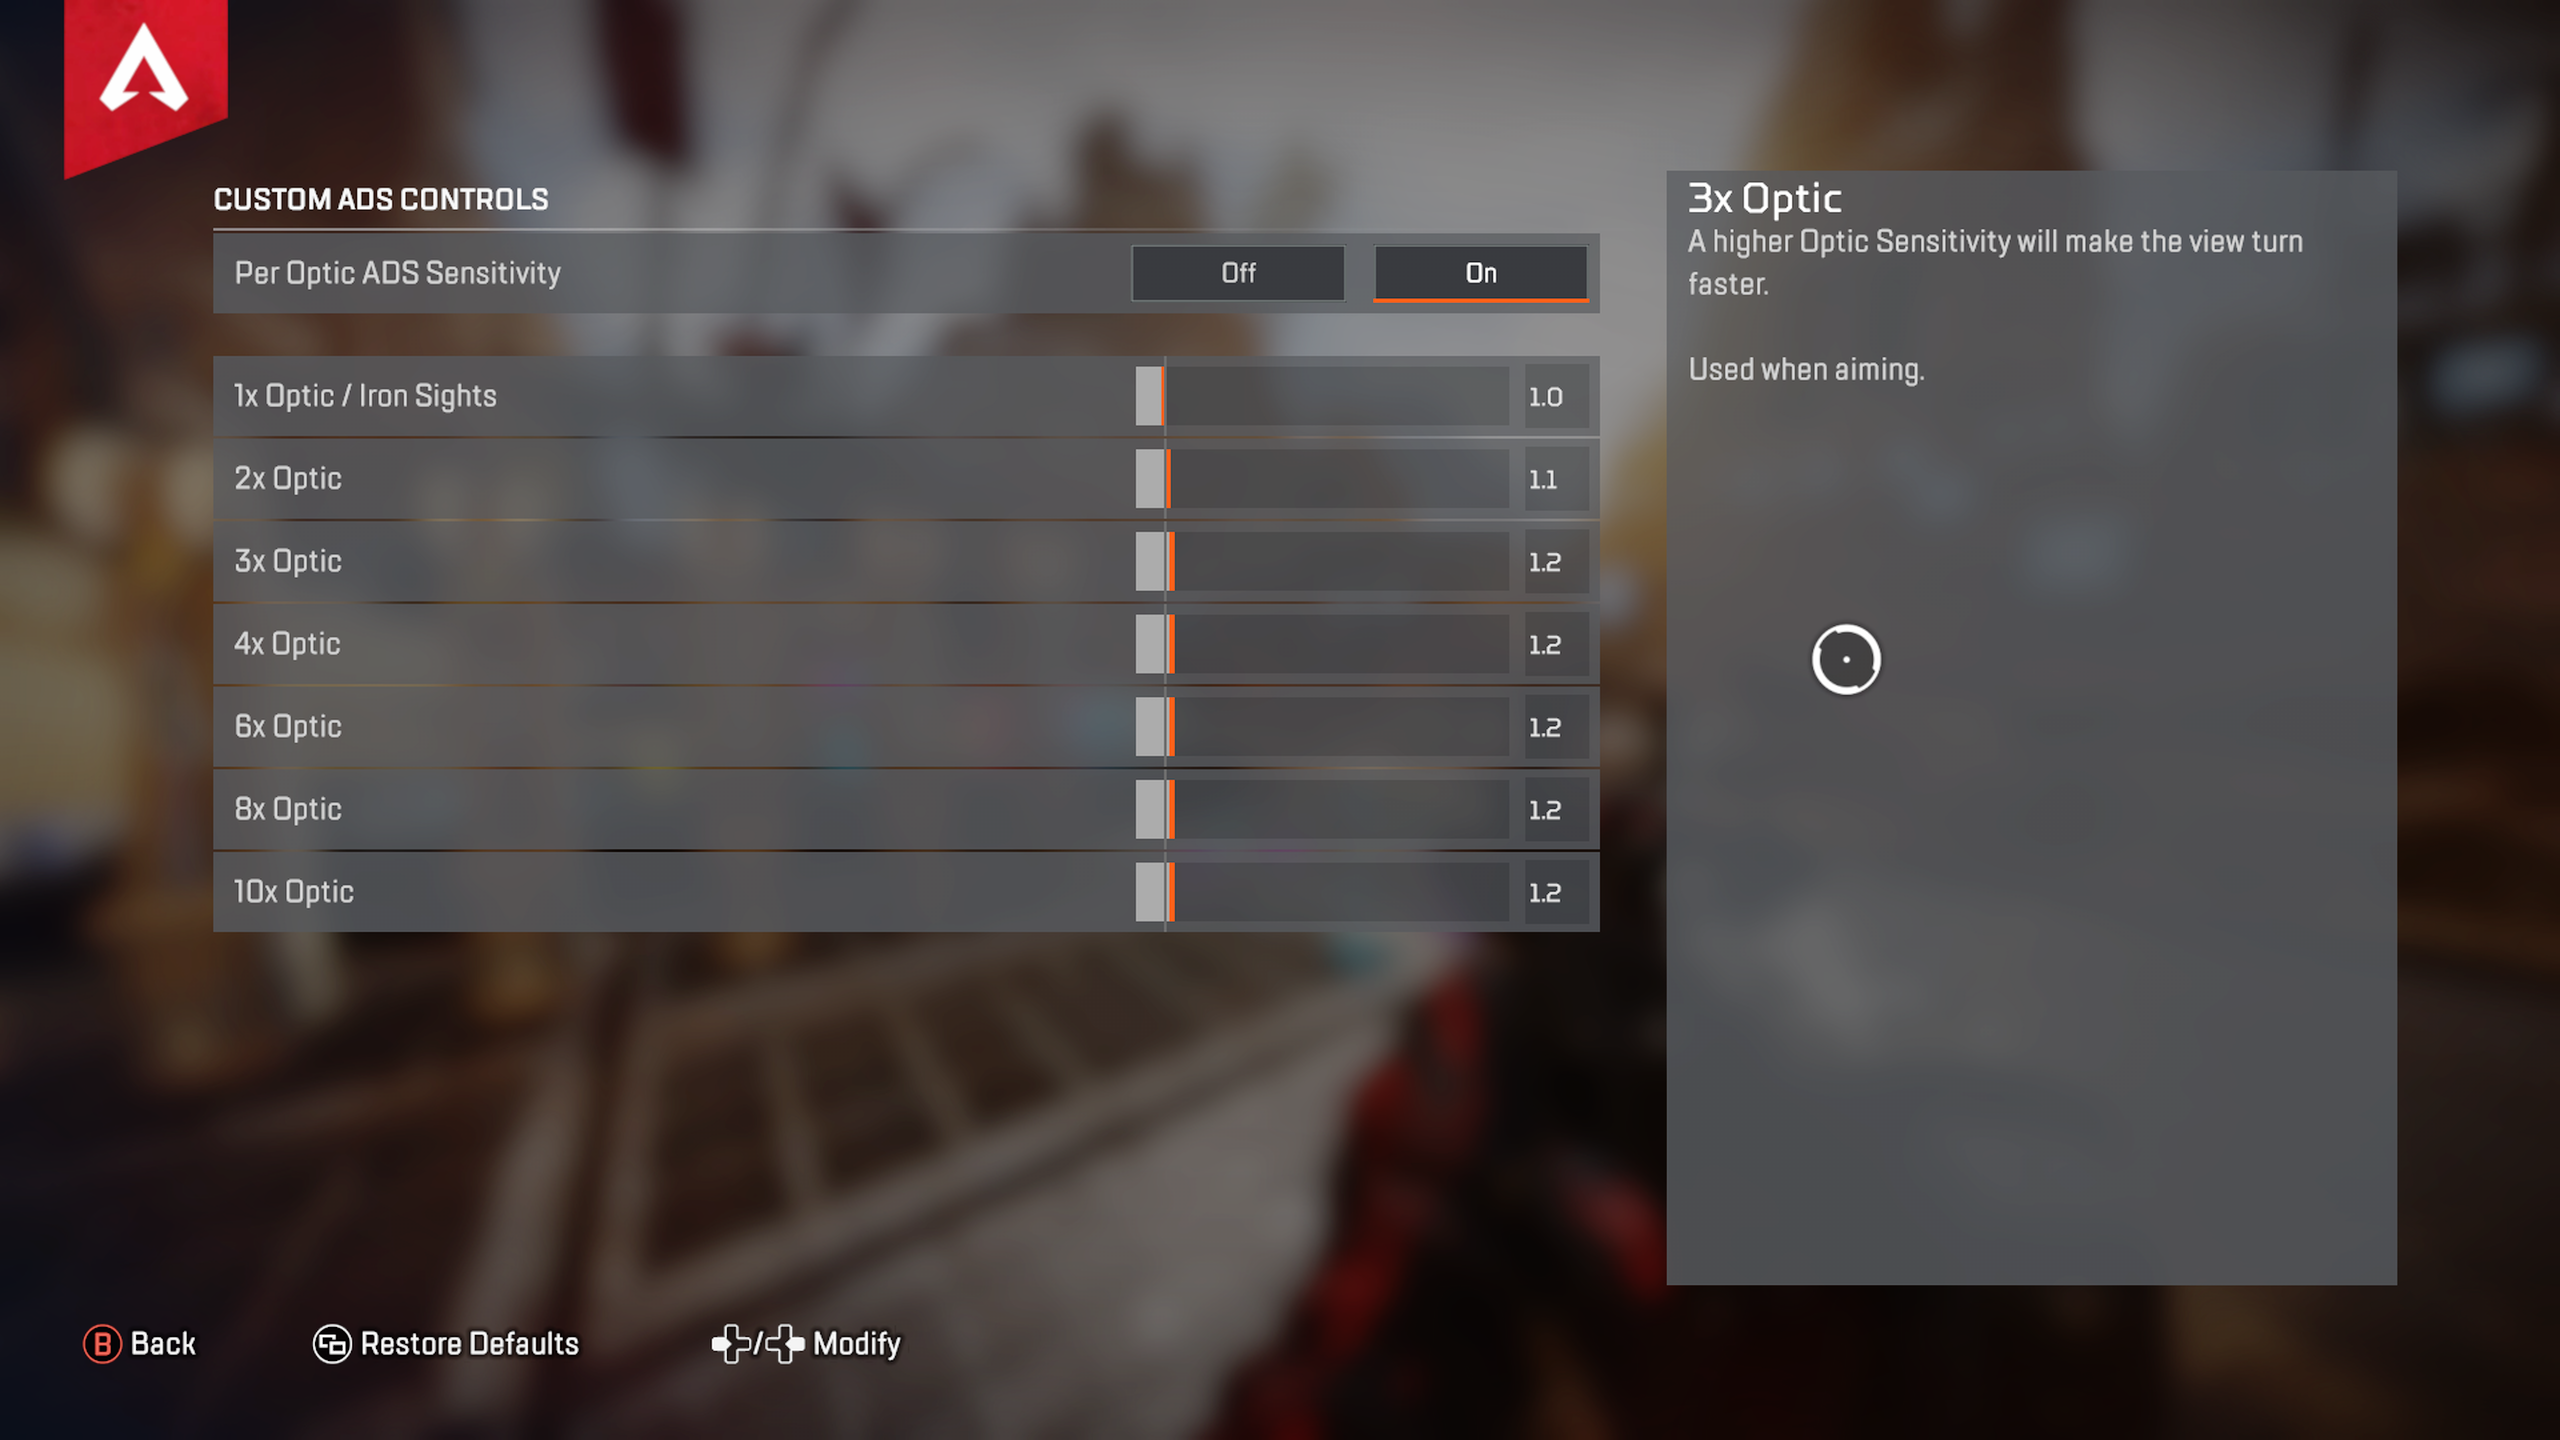 CUSTOM ADS CONTROLS
Per Optic ADS Sensitivity Off On
1x Optic / Iron Sights 1.0
2x Optic 1.1
3x Optic 1.2
4x Optic 1.2
6x Optic 1.2
8x Optic 1.2
10x Optic 1.2
3x Optic
A higher Optic Sensitivity will make the view turn
faster.
Used when aiming.
B Back Restore Defaults / Modify